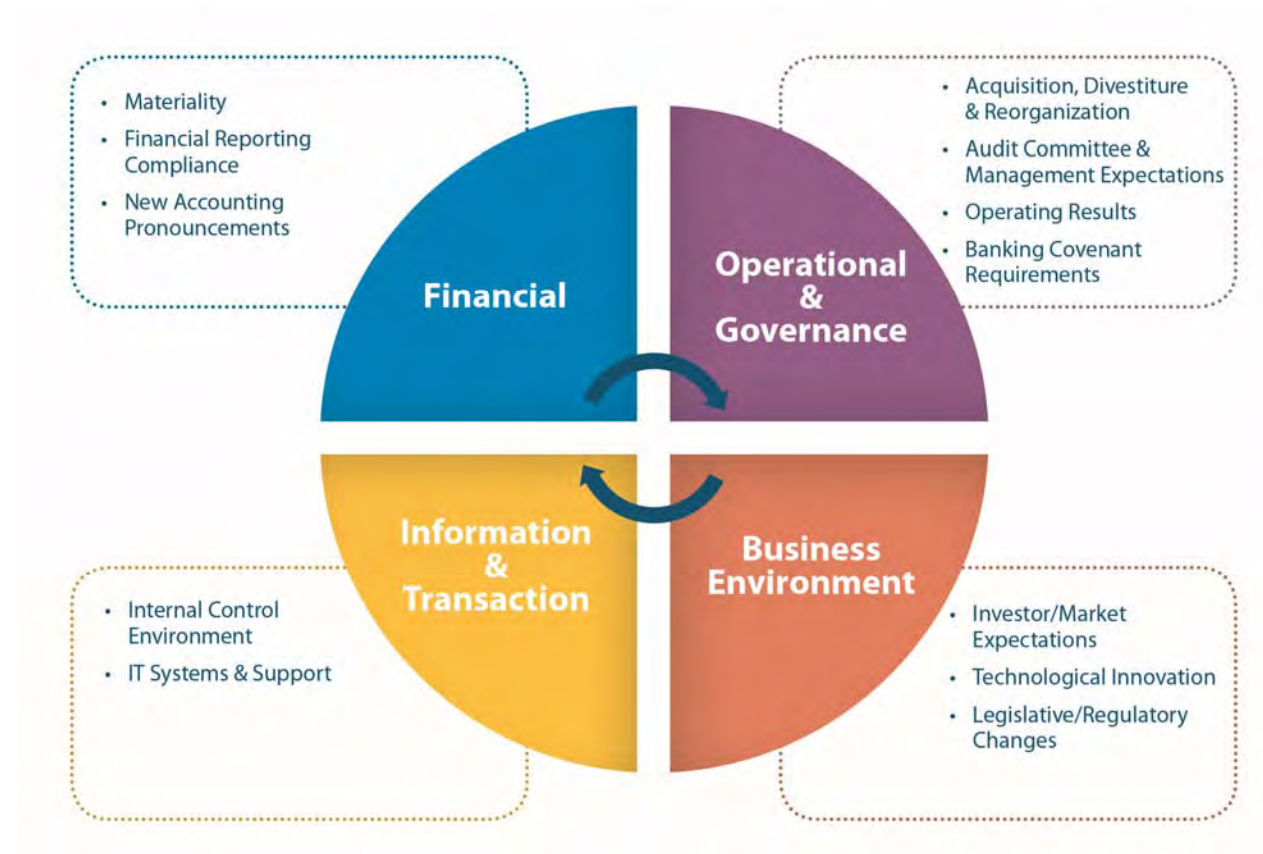 • Materiality
• Financial Reporting
Compliance
• New Accounting
Pronouncements
Financial
• Acquisition, Divestiture
& Reorganization
• Audit Committee &
Management Expectations
• Operating Results
• Banking Covenant
Requirements
Operational
&
Governance
Information
&
Transaction
• Internal Control
Environment
• IT Systems & Support
Business
Environment
• Investor/Market
Expectations
• Technological Innovation
• Legislative/Regulatory
Changes